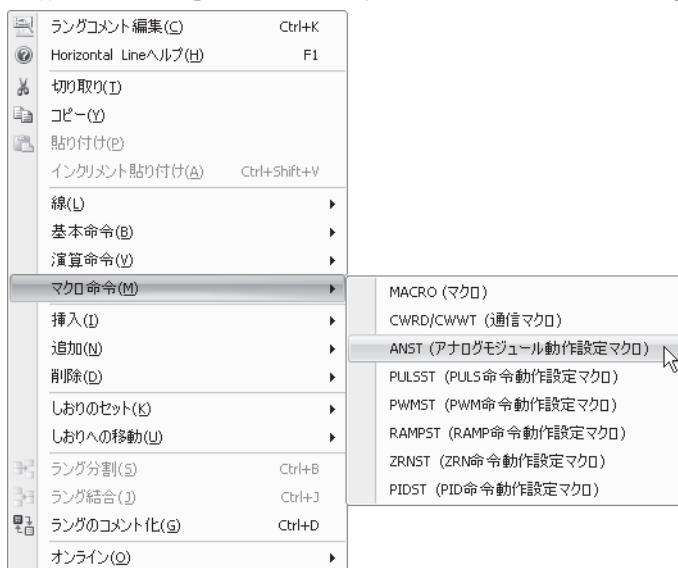 ラングコメント編集(C) Ctrl+K
Horizontal Lineヘルプ(H) F1
切り取り(T)
コピー(Y)
貼り付け(P)
インクリメント貼り付け(A) Ctrl+Shift+V
線(L)
基本命令(B)
演算命令(V)
マクロ命令(M)
挿入(I)
追加(N)
削除(D)
しおりのセット(K)
しおりへの移動(U)
ラング分割(S) Ctrl+B
ラング結合(J) Ctrl+J
ラングのコメント化(G) Ctrl+D
オンライン(O)
MACRO (マクロ)
CWRD/CWWT (通信マクロ)
ANST (アナログモジュール動作設定マクロ)
PULSST (PULS命令動作設定マクロ)
PWMST (PWM命令動作設定マクロ)
RAMPST (RAMP命令動作設定マクロ)
ZRNST (ZRN命令動作設定マクロ)
PIDST (PID命令動作設定マクロ)